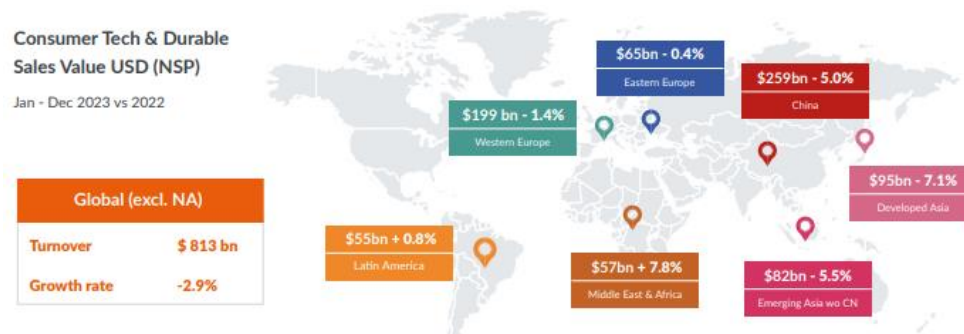 Consumer Tech & Durable
Sales Value USD (NSP)
Jan - Dec 2023 vs 2022
Global (excl. NA)
Turnover $ 813 bn
Growth rate -2.9%
$65bn - 0.4%
Eastern Europe
$259bn - 5.0%
China
$199 bn - 1.4%
Western Europe
$95bn - 7.1%
Developed Asia
$55bn + 0.8%
Latin America
$57bn + 7.8%
Middle East & Africa
$82bn - 5.5%
Emerging Asia wo CN